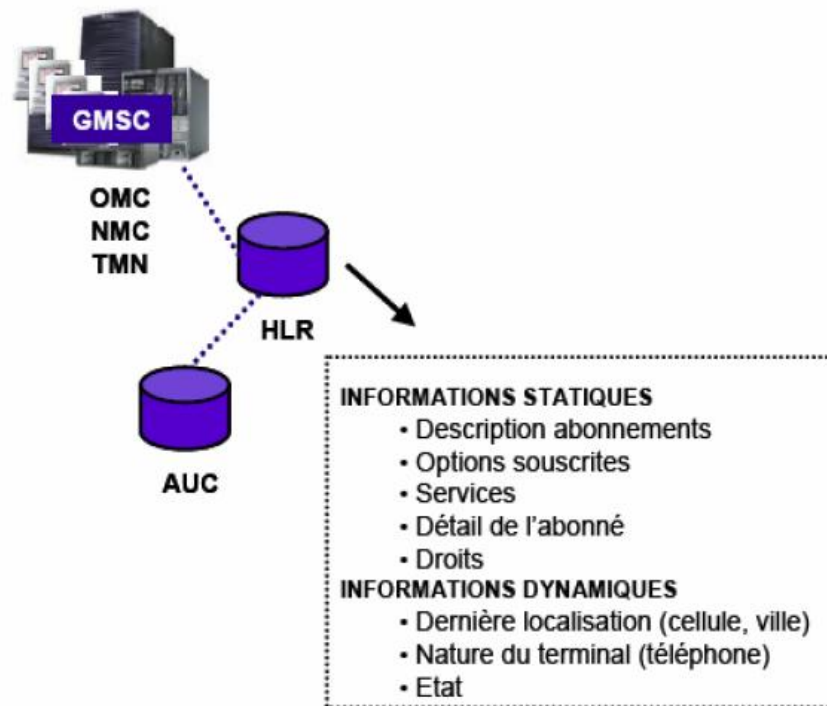 GMSC
OMC
NMC
TMN
HLR
AUC
INFORMATIONS STATIQUES
• Description abonnements
• Options souscrites
• Services
• Détail de l'abonné
• Droits
INFORMATIONS DYNAMIQUES
• Dernière localisation (cellule, ville)
• Nature du terminal (téléphone)
• Etat